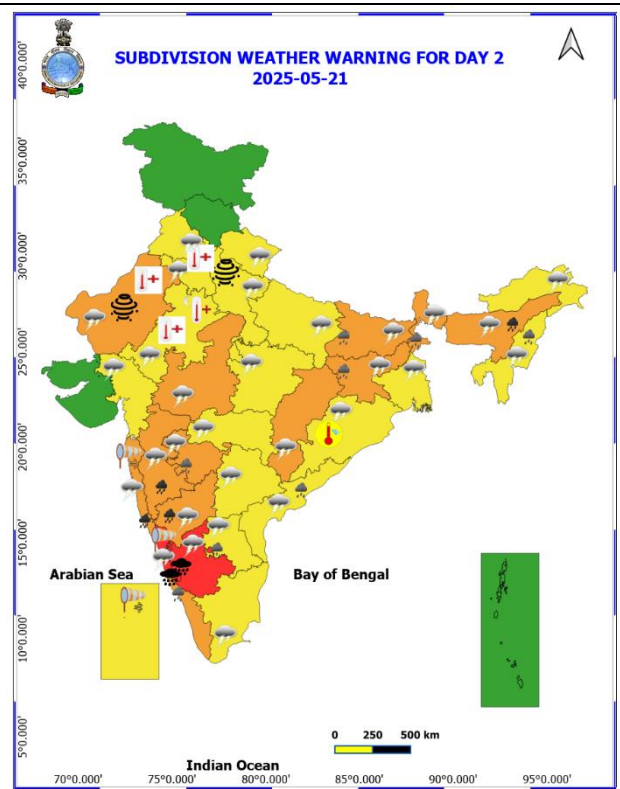 SUBDIVISION WEATHER WARNING FOR DAY 2
2025-05-21
40°0.000'
35°0.000'
30°0.000'
25°0.000'
20°0.000'
15°0.000'
10°0.000'
5°0.000'
Arabian Sea
Bay of Bengal
0 250 500 km
Indian Ocean
70°0.000' 75°0.000' 80°0.000' 85°0.000' 90°0.000' 95°0.000'